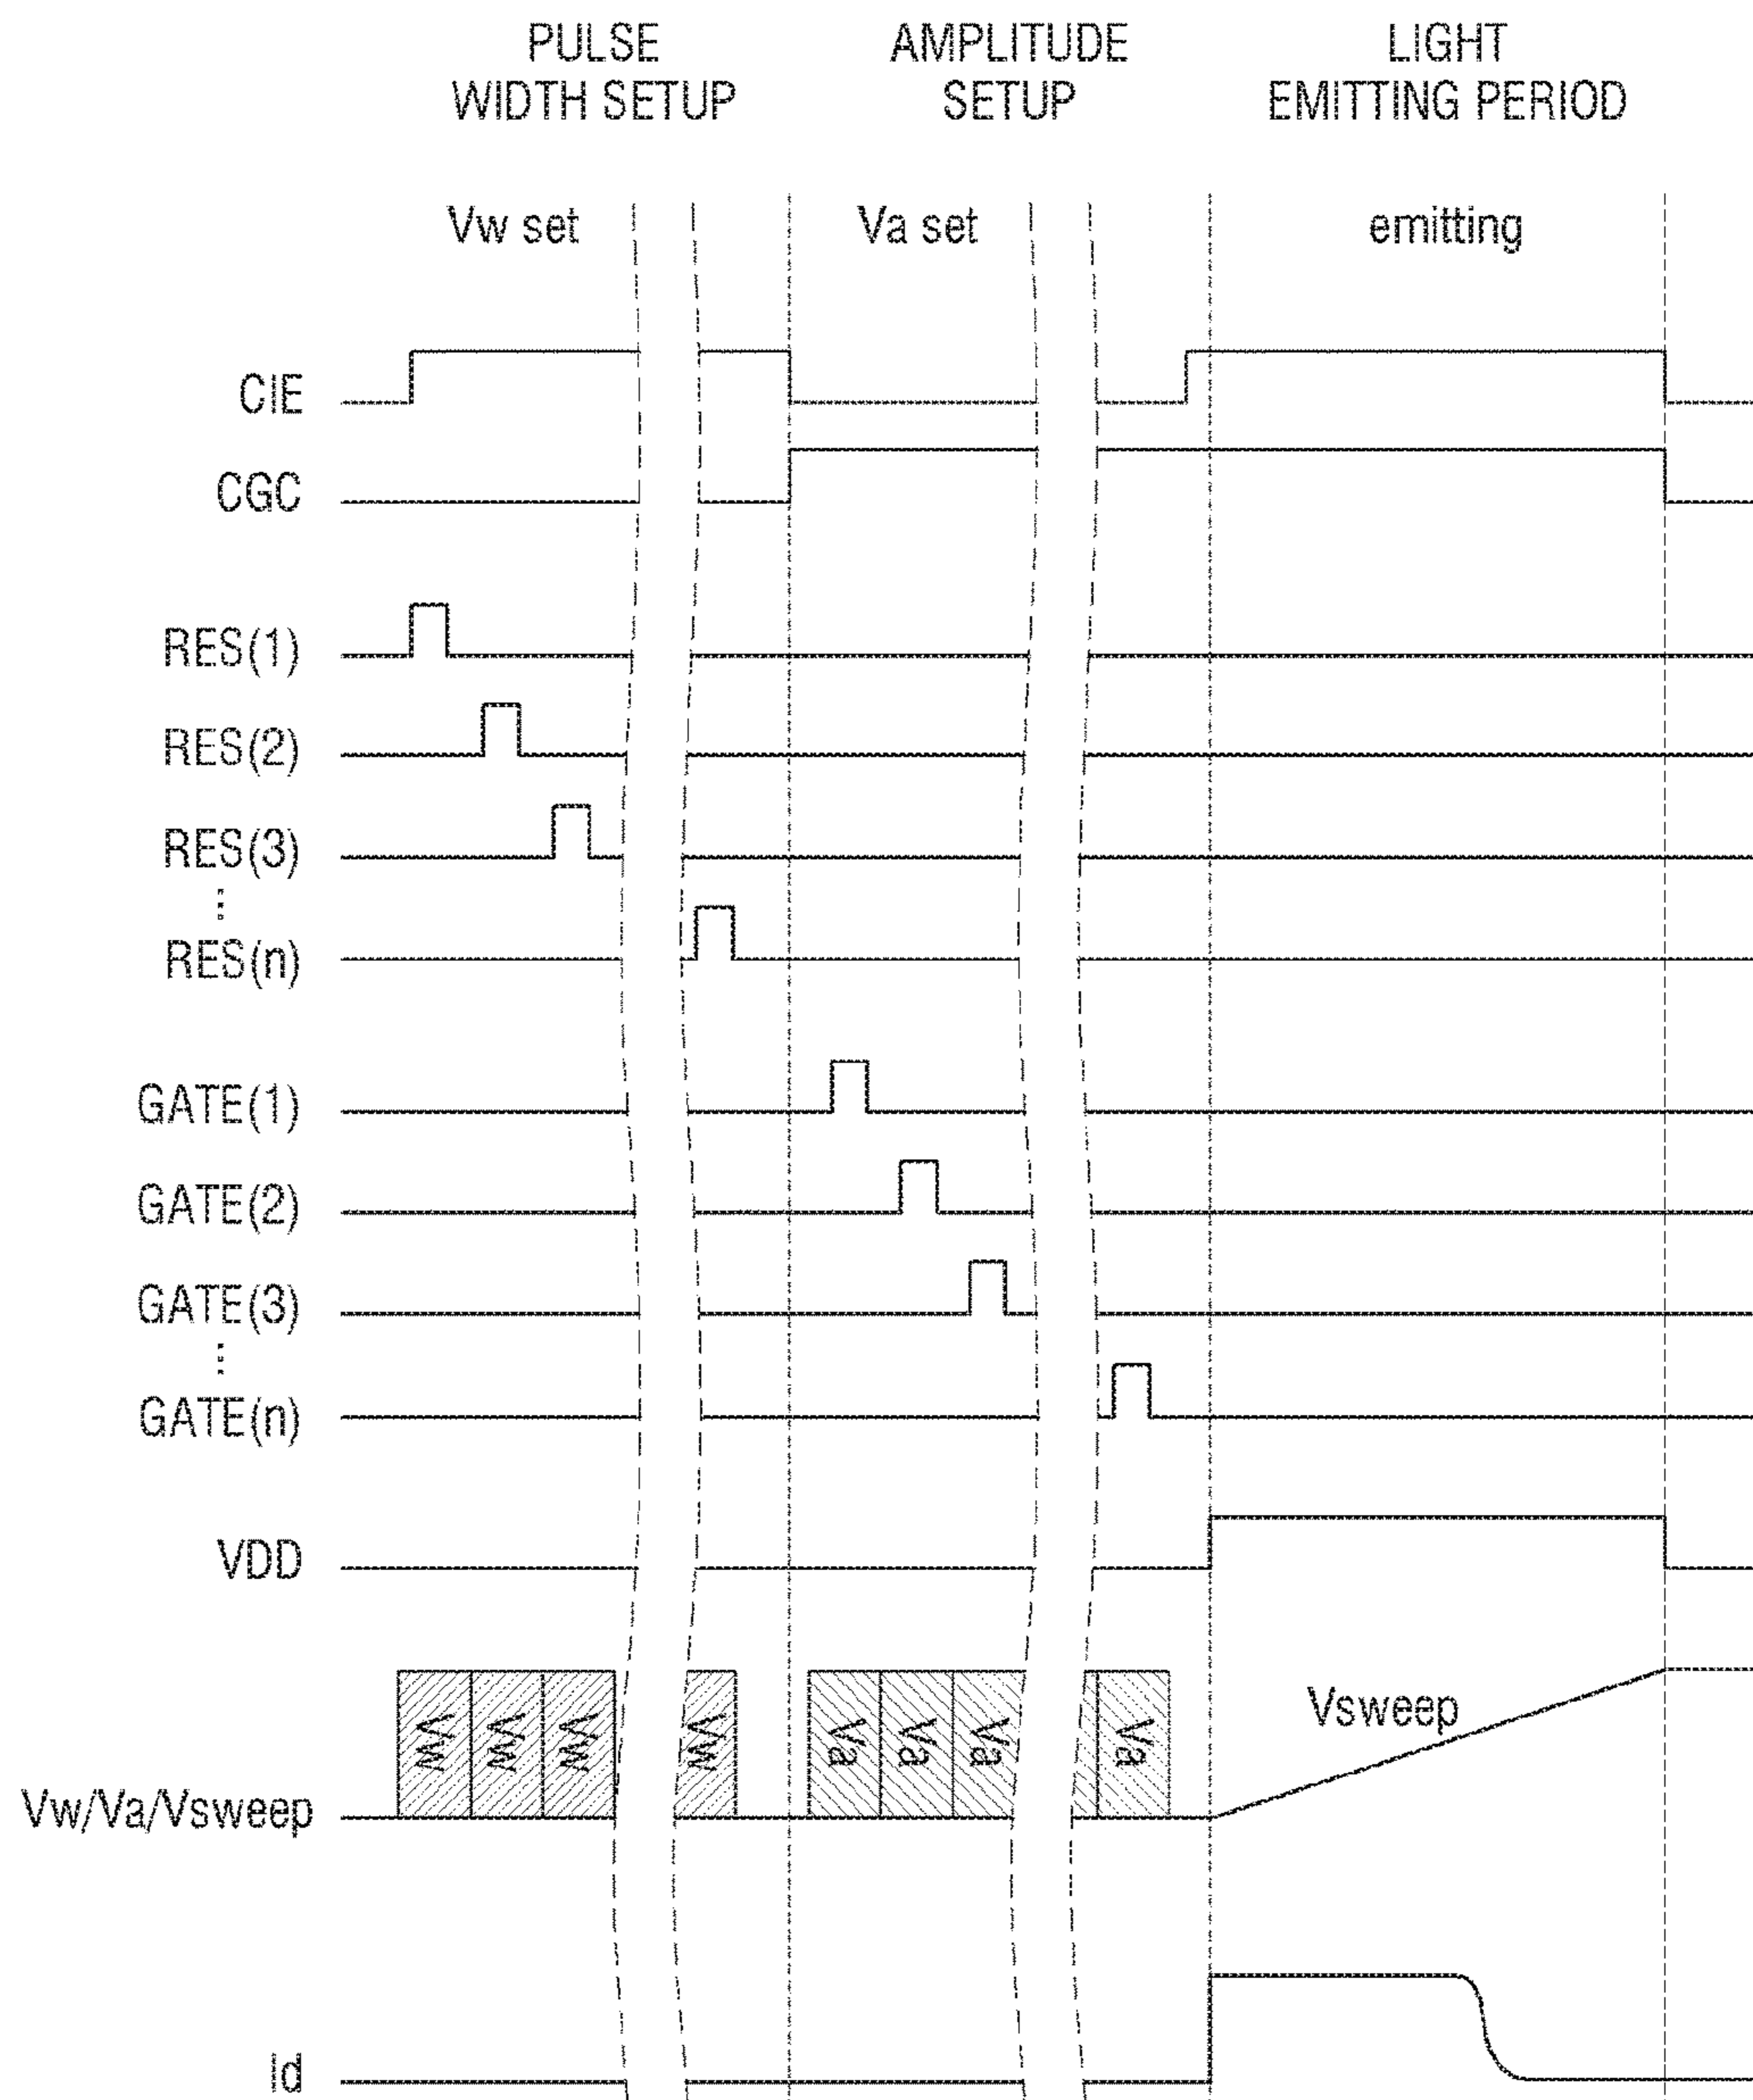 PULSE
WIDTH SETUP
AMPLITUDE
SETUP
LIGHT
EMITTING PERIOD
Vw set
Va set
emitting
CIE
CGC
RES(1)
RES(2)
RES(3)
⋮
RES(n)
GATE(1)
GATE(2)
GATE(3)
⋮
GATE(n)
VDD
Vw
Vw
Vw
Vw
Va
Va
Va
Va
Vsweep
Vw/Va/Vsweep
Id